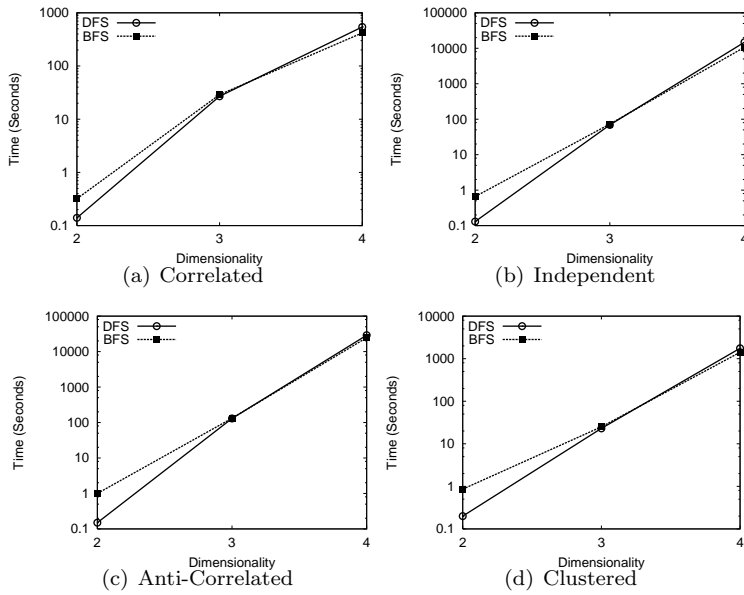 1000
100
10
1
0.1
Time (Seconds)
DFS
BFS
2
3
4
Dimensionality
(a) Correlated
100000
10000
1000
100
10
1
0.1
Time (Seconds)
DFS
BFS
2
3
4
Dimensionality
(b) Independent
100000
10000
1000
100
10
1
0.1
Time (Seconds)
DFS
BFS
2
3
4
Dimensionality
(c) Anti-Correlated
10000
1000
100
10
1
0.1
Time (Seconds)
DFS
BFS
2
3
4
Dimensionality
(d) Clustered